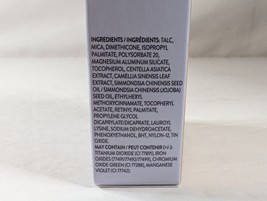 INGREDIENTS / INGRÉDIENTS: TALC,
MICA, DIMETHICONE, ISOPROPYL
PALMITATE, POLYSORBATE 20,
MAGNESIUM ALUMINUM SILICATE,
TOCOPHEROL, CENTELLA ASIATICA
EXTRACT, CAMELLIA SINENSIS LEAF
EXTRACT, SIMMONDSIA CHINENSIS SEED
OIL / SIMMONDSIA CHINENSIS (JOJOBA)
SEED OIL, ETHYLHEXYL
METHOXYCINNAMATE, TOCOPHERYL
ACETATE, RETINYL PALMITATE,
PROPYLENE GLYCOL
DICAPRYLATE/DICAPRATE, LAUROYL
LYSINE, SODIUM DEHYDROACETATE,
PHENOXYETHANOL, BHT, NYLON-12, TIN
OXIDE.
MAY CONTAIN / PEUT CONTENIR (+/-):
TITANIUM DIOXIDE (CI 77891), IRON
OXIDES (77491/77492/77499), CHROMIUM
OXIDE GREEN (CI 77288), MANGANESE
VIOLET (CI 77742).